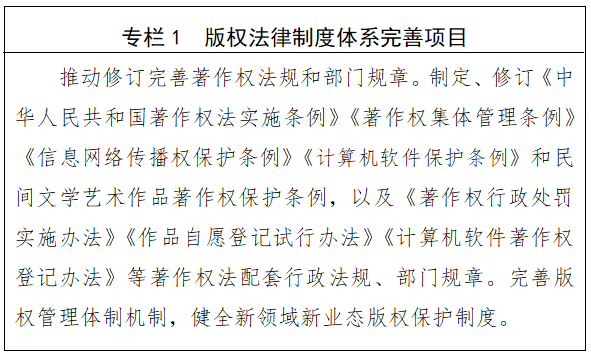 专栏1 版权法律制度体系完善项目
推动修订完善著作权法规和部门规章。制定、修订《中
华人民共和国著作权法实施条例》《著作权集体管理条例》
《信息网络传播权保护条例》《计算机软件保护条例》和民
间文学艺术作品著作权保护条例，以及《著作权行政处罚
实施办法》《作品自愿登记试行办法》《计算机软件著作权
登记办法》等著作权法配套行政法规、部门规章。完善版
权管理体制机制，健全新领域新业态版权保护制度。